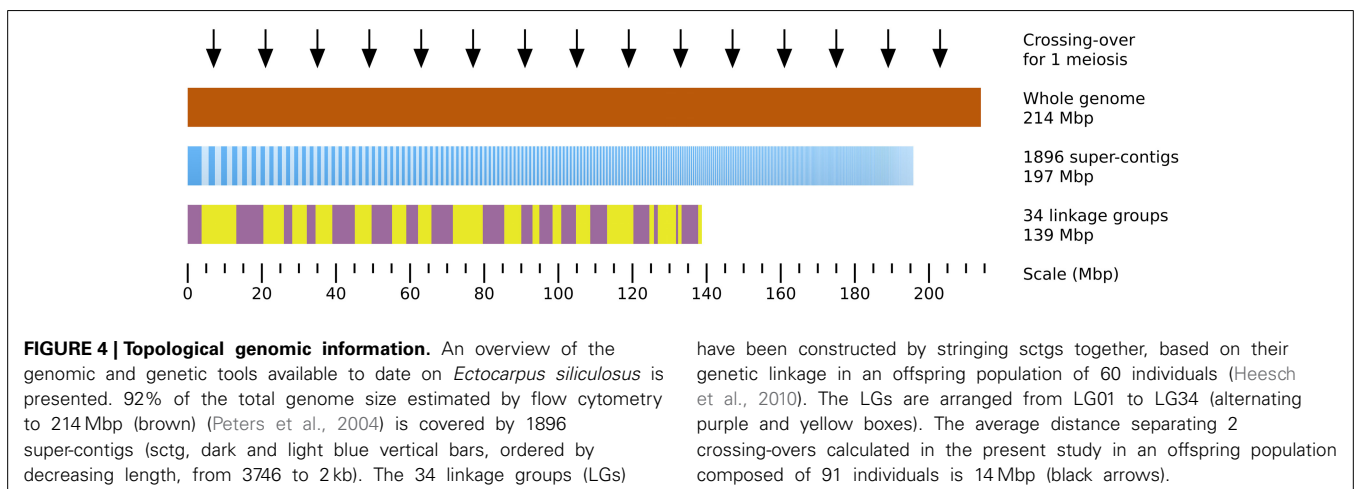 Crossing-over
for 1 meiosis
Whole genome
214 Mbp
1896 super-contigs
197 Mbp
34 linkage groups
139 Mbp
Scale (Mbp)
0 20 40 60 80 100 120 140 160 180 200
FIGURE 4 | Topological genomic information. An overview of the
genomic and genetic tools available to date on Ectocarpus siliculosus is
presented. 92% of the total genome size estimated by flow cytometry
to 214 Mbp (brown) (Peters et al., 2004) is covered by 1896
super-contigs (sctg, dark and light blue vertical bars, ordered by
decreasing length, from 3746 to 2 kb). The 34 linkage groups (LGs)
have been constructed by stringing sctgs together, based on their
genetic linkage in an offspring population of 60 individuals (Heesch
et al., 2010). The LGs are arranged from LG01 to LG34 (alternating
purple and yellow boxes). The average distance separating 2
crossing-overs calculated in the present study in an offspring population
composed of 91 individuals is 14 Mbp (black arrows).